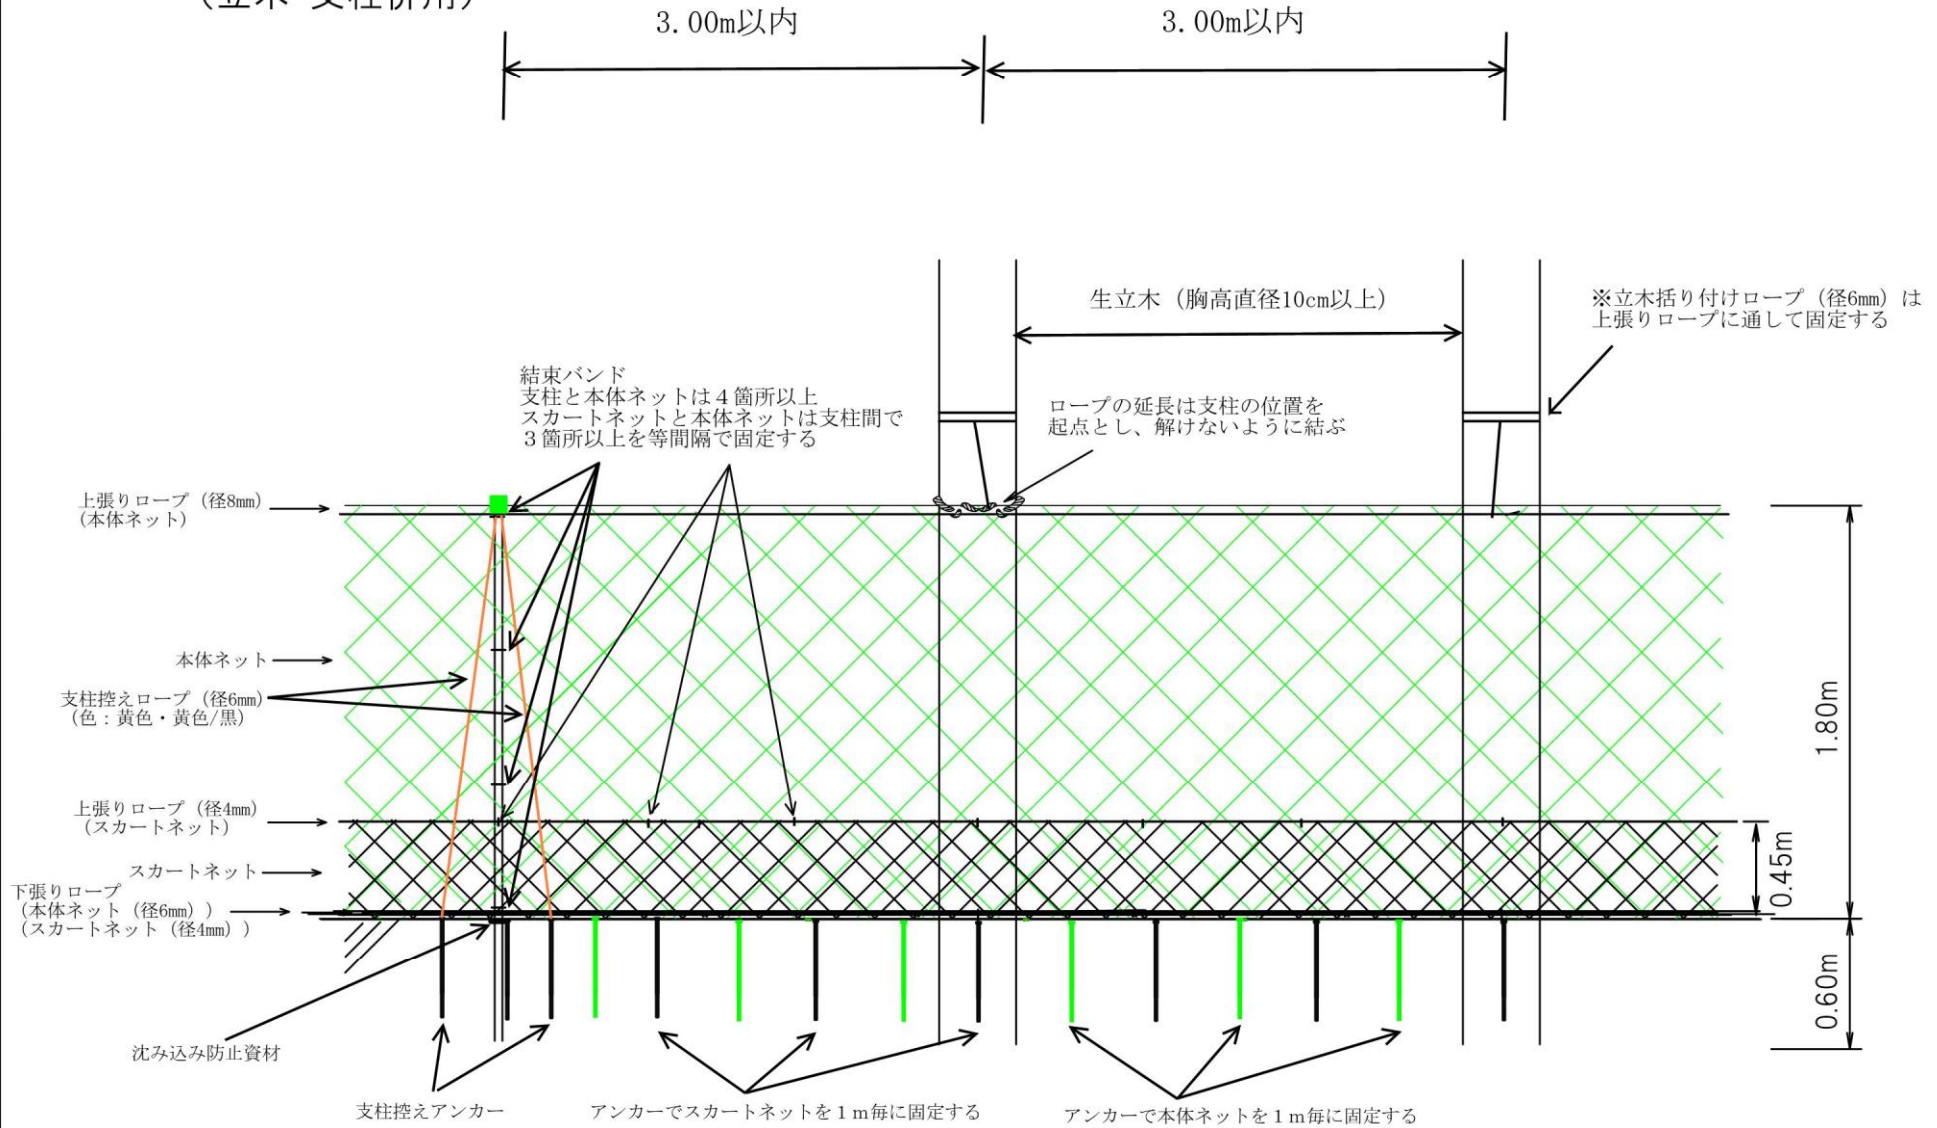 （立木・支柱併用）
3.00m以内
3.00m以内
生立木（胸高直径10cm以上）
※立木括り付けロープ（径6mm）は
上張りロープに通して固定する
結束バンド
支柱と本体ネットは４箇所以上
スカートネットと本体ネットは支柱間で
３箇所以上を等間隔で固定する
ロープの延長は支柱の位置を
起点とし、解けないように結ぶ
上張りロープ（径8mm）
（本体ネット）
本体ネット
支柱控えロープ（径6mm）
（色：黄色・黄色/黒）
1.80m
上張りロープ（径4mm）
（スカートネット）
スカートネット
0.45m
下張りロープ
（本体ネット（径6mm））
（スカートネット（径4mm））
0.60m
沈み込み防止資材
支柱控えアンカー
アンカーでスカートネットを１ｍ毎に固定する
アンカーで本体ネットを１ｍ毎に固定する